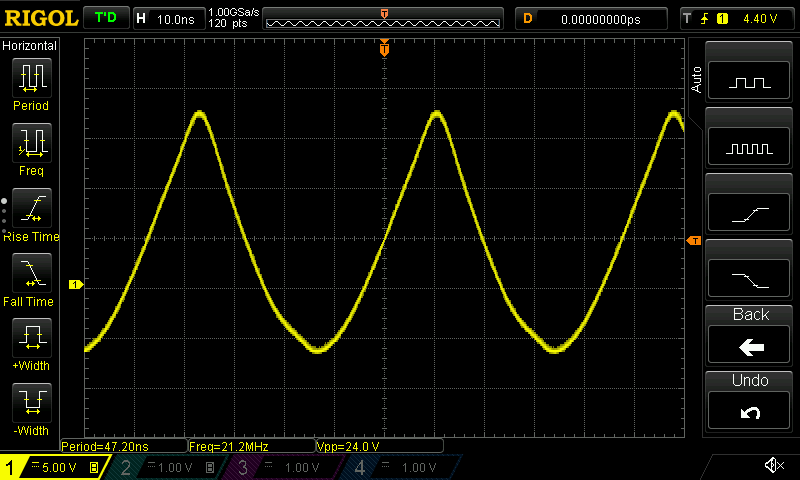 RIGOL T'D H 10.0ns 1.00GSa/s D 0.00000000ps T 1 4.40 V
120 pts
T
Horizontal
Period
Freq
Rise Time
Fall Time
+Width
-Width
T
1
Auto
Back
Undo
Period=47.20ns Freq=21.2MHz Vpp=24.0 V
1 5.00 V B 2 1.00 V B 3 1.00 V 4 1.00 V